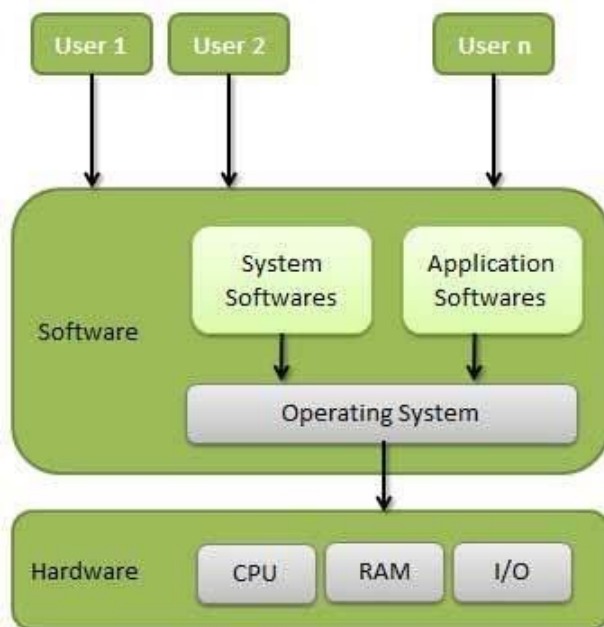 User 1
User 2
User n
System
Softwares
Application
Softwares
Software
Operating System
Hardware
CPU
RAM
I/O